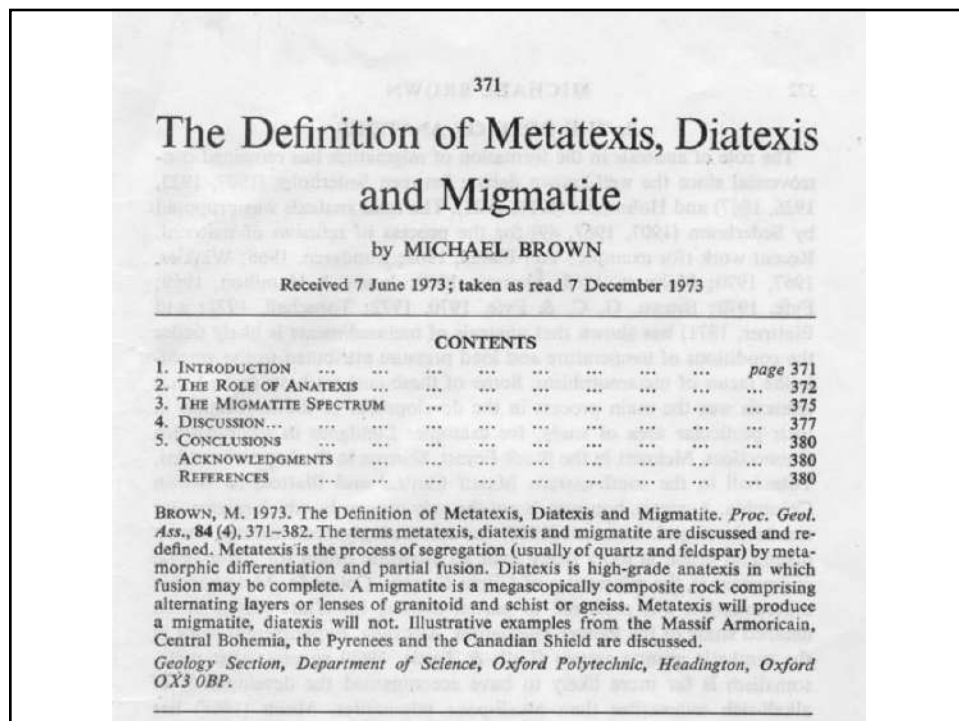 371
The Definition of Metatexis, Diatexis
and Migmatite
by MICHAEL BROWN
Received 7 June 1973; taken as read 7 December 1973
CONTENTS
1. INTRODUCTION ... ... ... ... ... ... ... ... page 371
2. THE ROLE OF ANATEXIS ... ... ... ... ... ... ... 372
3. THE MIGMATITE SPECTRUM ... ... ... ... ... ... 375
4. DISCUSSION... ... ... ... ... ... ... ... ... 377
5. CONCLUSIONS ... ... ... ... ... ... ... ... 380
ACKNOWLEDGMENTS ... ... ... ... ... ... ... 380
REFERENCES ... ... ... ... ... ... ... ... 380
BROWN, M. 1973. The Definition of Metatexis, Diatexis and Migmatite. Proc. Geol.
Ass., 84 (4), 371–382. The terms metatexis, diatexis and migmatite are discussed and re-
defined. Metatexis is the process of segregation (usually of quartz and feldspar) by meta-
morphic differentiation and partial fusion. Diatexis is high-grade anatexis in which
fusion may be complete. A migmatite is a megascopically composite rock comprising
alternating layers or lenses of granitoid and schist or gneiss. Metatexis will produce
a migmatite, diatexis will not. Illustrative examples from the Massif Armoricain,
Central Bohemia, the Pyrenees and the Canadian Shield are discussed.
Geology Section, Department of Science, Oxford Polytechnic, Headington, Oxford
OX3 0BP.